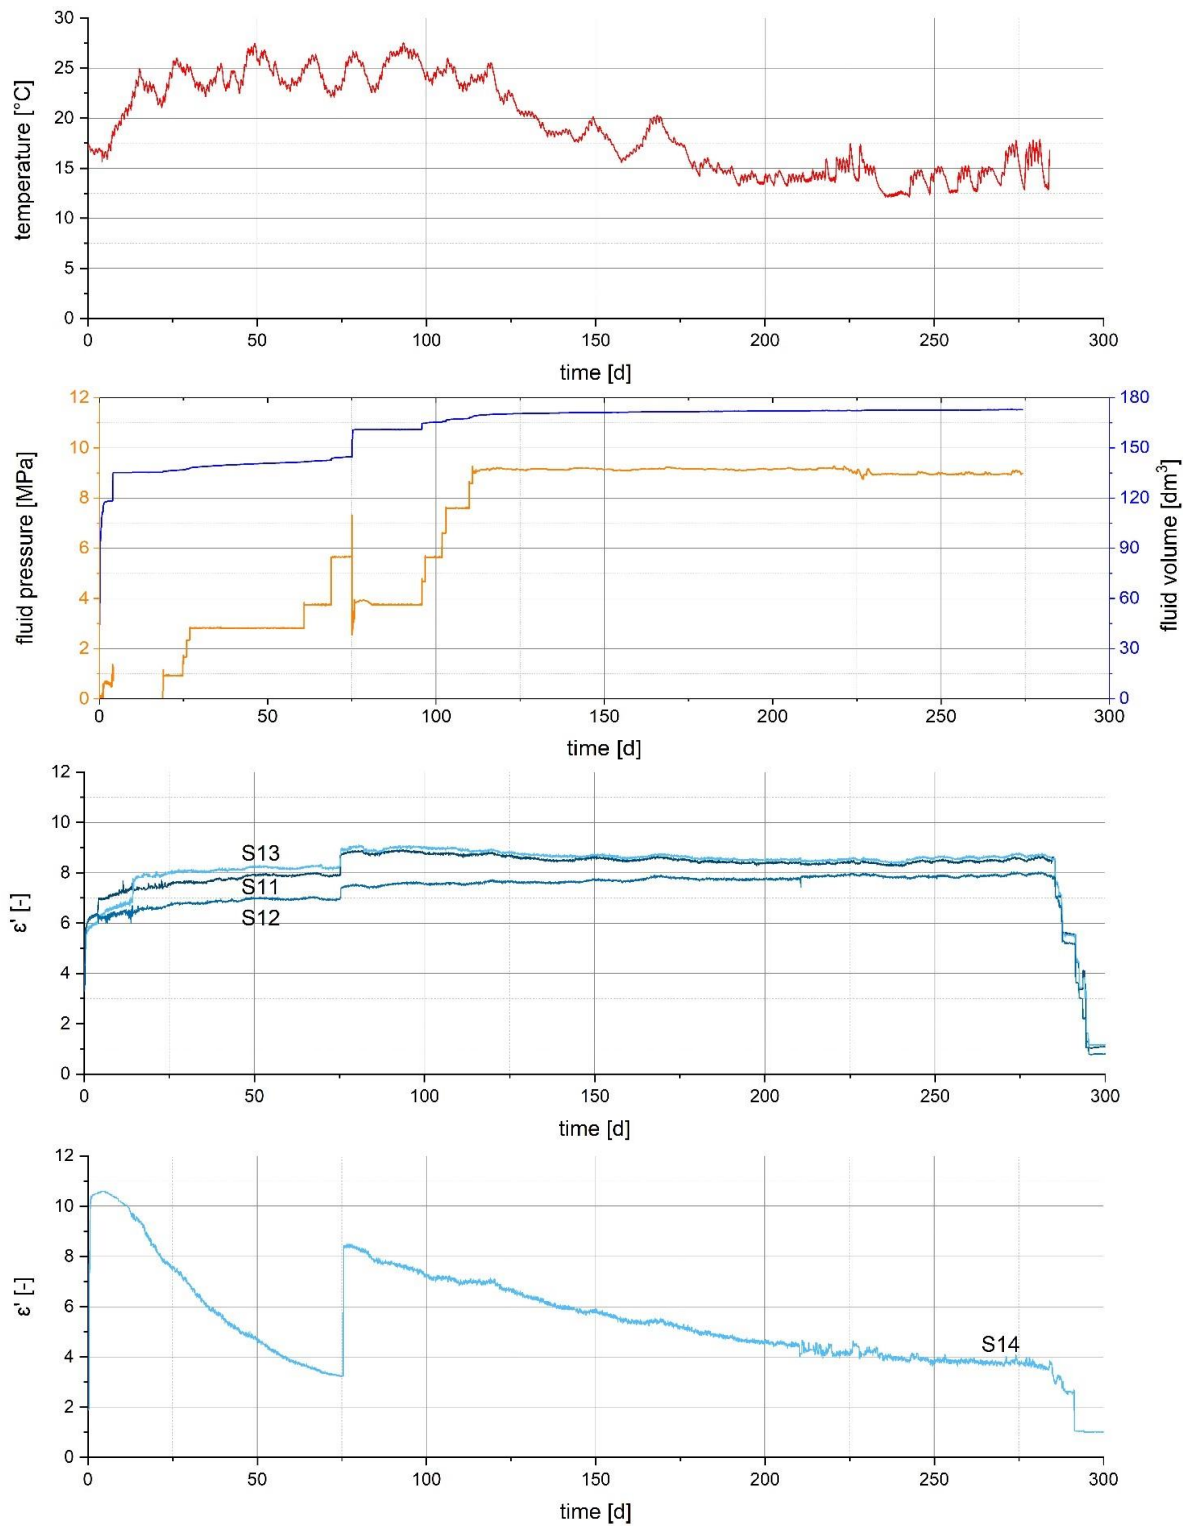 temperature [°C]
30
25
20
15
10
5
0
0 50 100 150 200 250 300
time [d]
fluid pressure [MPa]
12
10
8
6
4
2
0
180
150
120
90
60
30
0
fluid volume [dm³]
0 50 100 150 200 250 300
time [d]
ε' [-]
12
10
8
6
4
2
0
S13
S11
S12
0 50 100 150 200 250 300
time [d]
ε' [-]
12
10
8
6
4
2
0
S14
0 50 100 150 200 250 300
time [d]